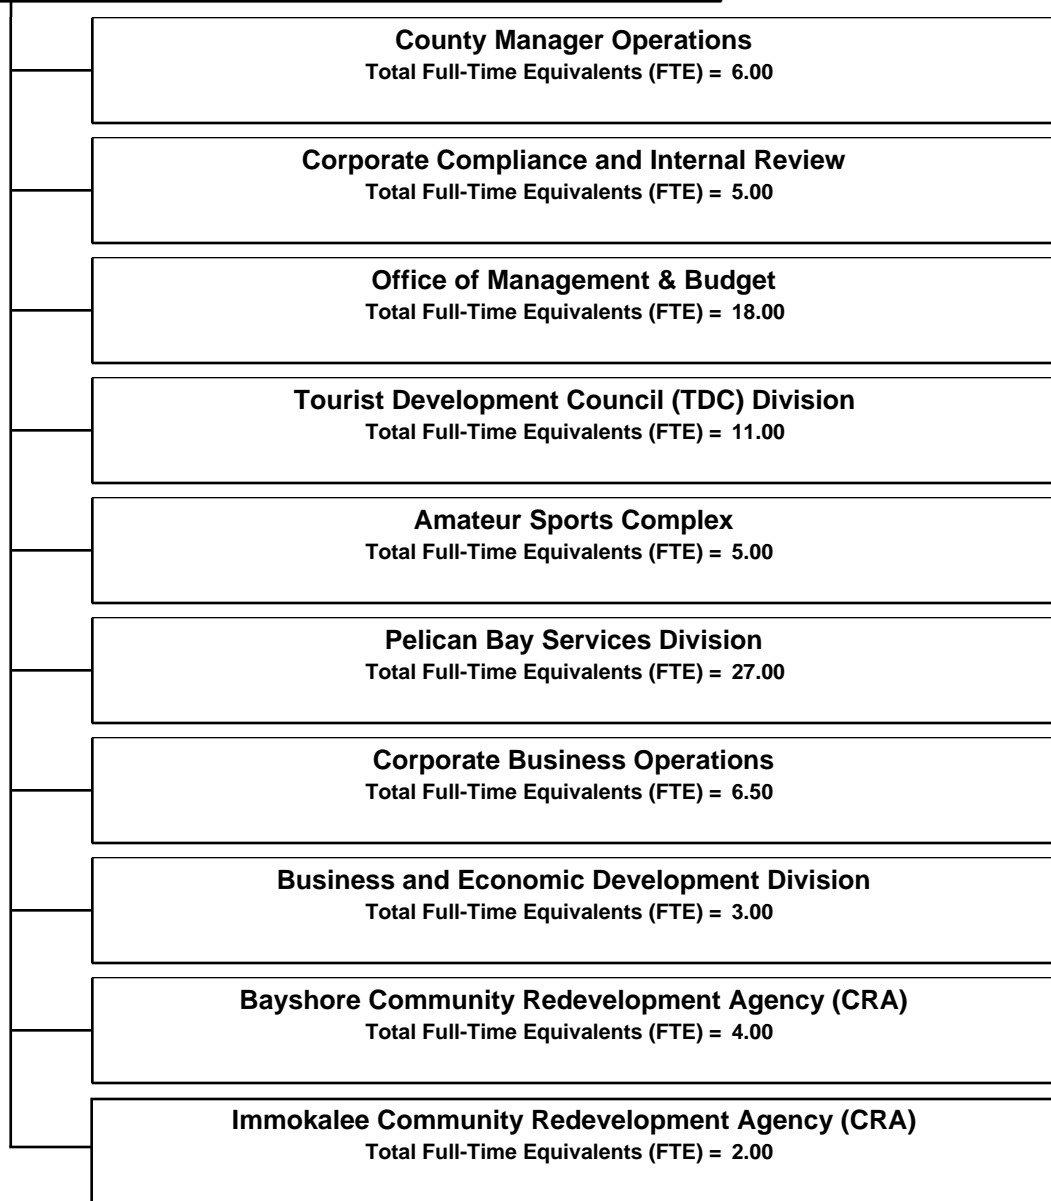 County Manager Operations
Total Full-Time Equivalents (FTE) = 6.00
Corporate Compliance and Internal Review
Total Full-Time Equivalents (FTE) = 5.00
Office of Management & Budget
Total Full-Time Equivalents (FTE) = 18.00
Tourist Development Council (TDC) Division
Total Full-Time Equivalents (FTE) = 11.00
Amateur Sports Complex
Total Full-Time Equivalents (FTE) = 5.00
Pelican Bay Services Division
Total Full-Time Equivalents (FTE) = 27.00
Corporate Business Operations
Total Full-Time Equivalents (FTE) = 6.50
Business and Economic Development Division
Total Full-Time Equivalents (FTE) = 3.00
Bayshore Community Redevelopment Agency (CRA)
Total Full-Time Equivalents (FTE) = 4.00
Immokalee Community Redevelopment Agency (CRA)
Total Full-Time Equivalents (FTE) = 2.00